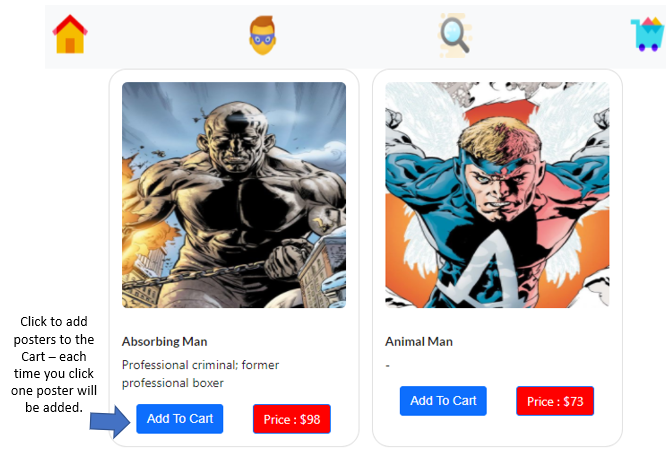 Absorbing Man
Professional criminal; former
professional boxer
Add To Cart
Price : $98
Animal Man
-
Add To Cart
Price : $73
Click to add
posters to the
Cart – each
time you click
one poster will
be added.